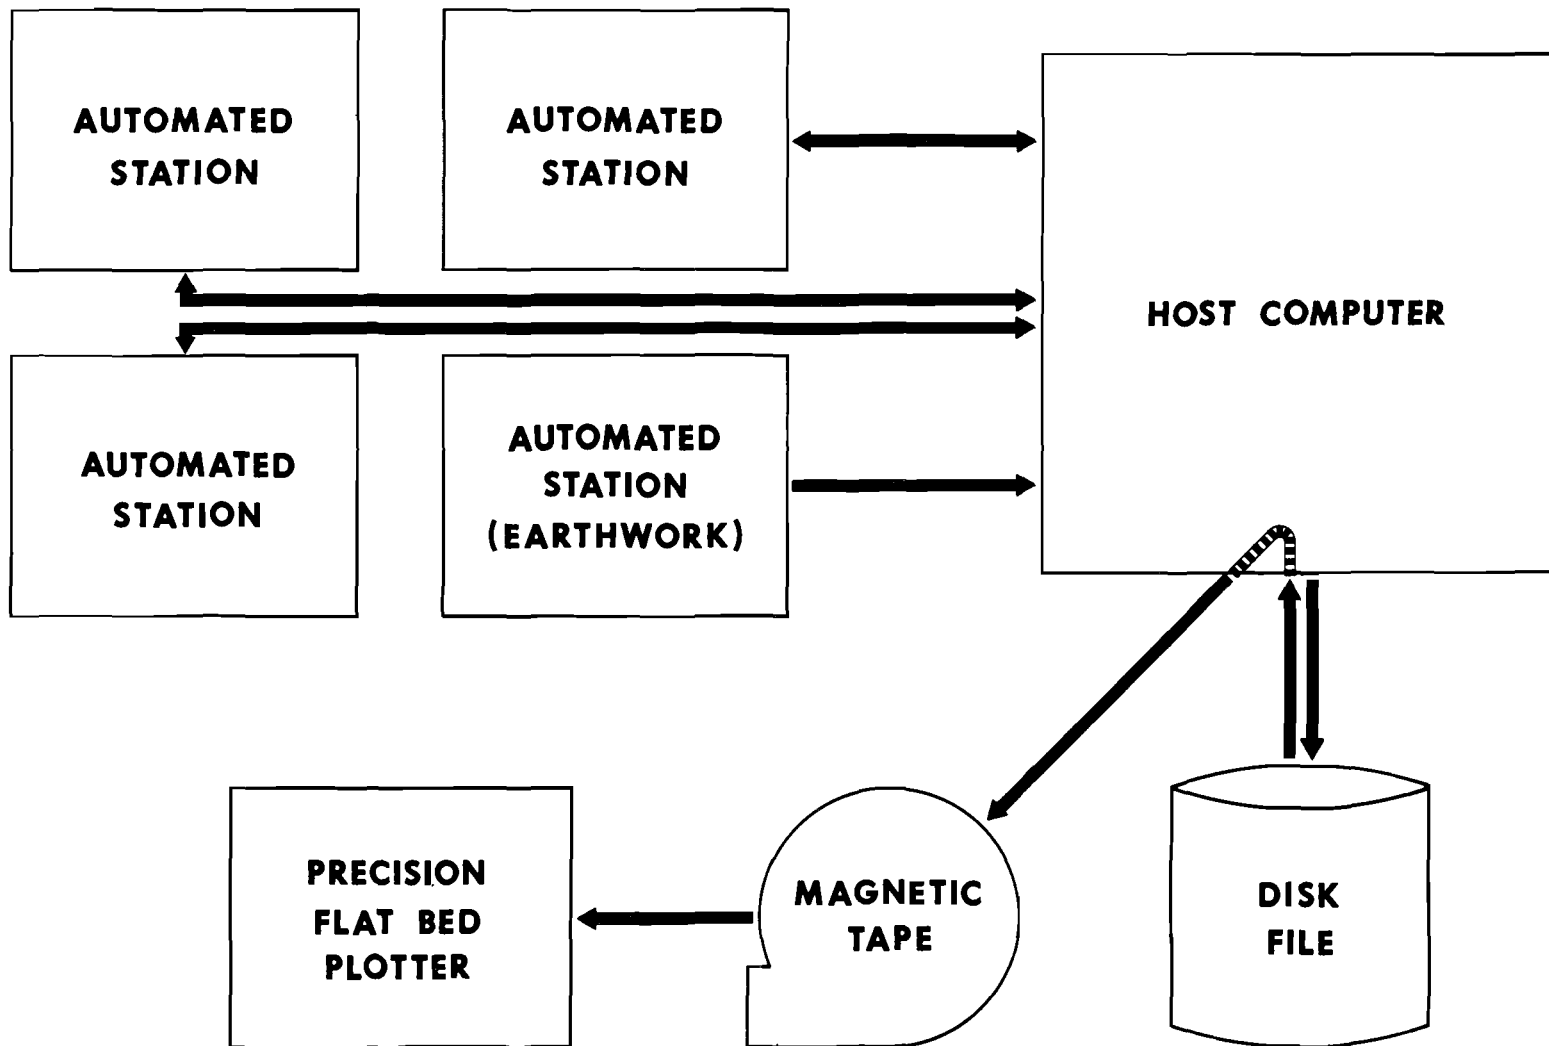 AUTOMATED
STATION
AUTOMATED
STATION
HOST COMPUTER
AUTOMATED
STATION
AUTOMATED
STATION
(EARTHWORK)
PRECISION
FLAT BED
PLOTTER
MAGNETIC
TAPE
DISK
FILE